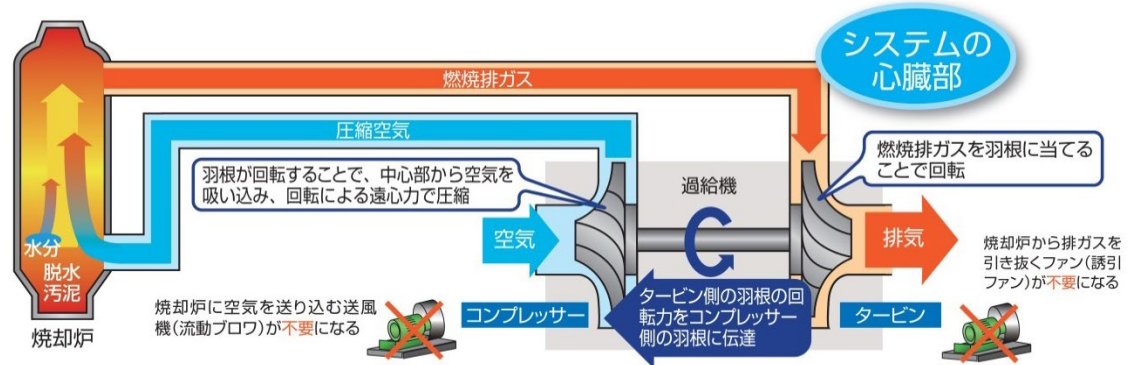 システムの
心臓部
燃焼排ガス
圧縮空気
羽根が回転することで、中心部から空気を
吸い込み、回転による遠心力で圧縮
過給機
燃焼排ガスを羽根に当てる
ことで回転
空気
排気
水分
脱水
汚泥
焼却炉
焼却炉に空気を送り込む送風
機(流動ブロワ)が不要になる
コンプレッサー
タービン側の羽根の回
転力をコンプレッサー
側の羽根に伝達
タービン
焼却炉から排ガスを
引き抜くファン(誘引
ファン)が不要になる